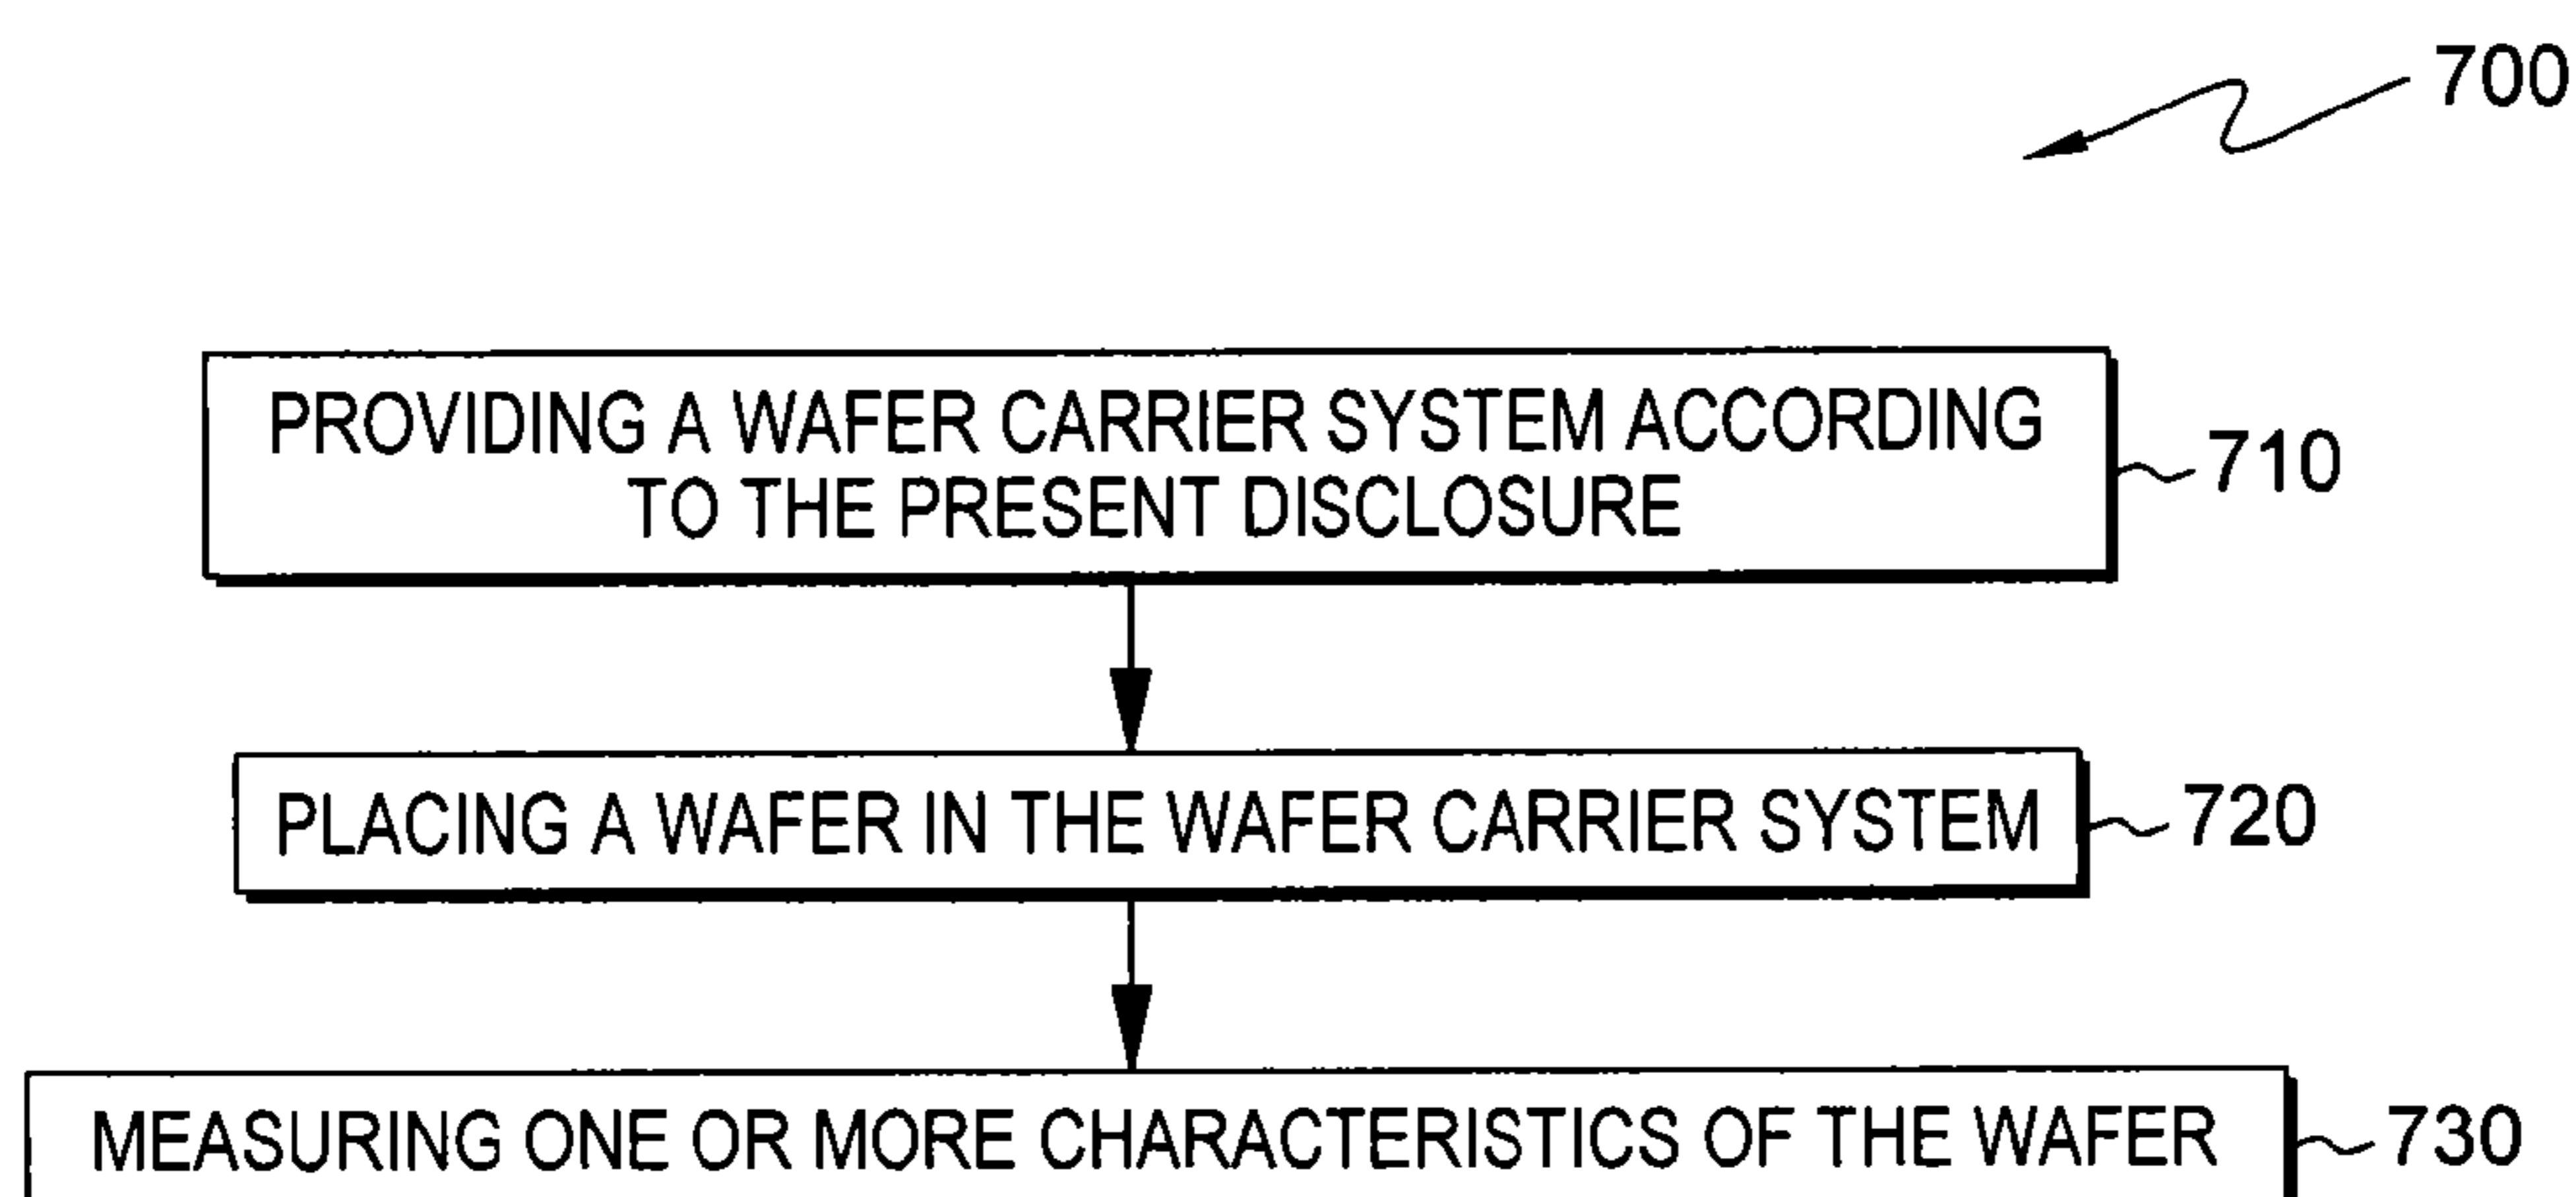 700
PROVIDING A WAFER CARRIER SYSTEM ACCORDING
TO THE PRESENT DISCLOSURE
710
PLACING A WAFER IN THE WAFER CARRIER SYSTEM
720
MEASURING ONE OR MORE CHARACTERISTICS OF THE WAFER
730